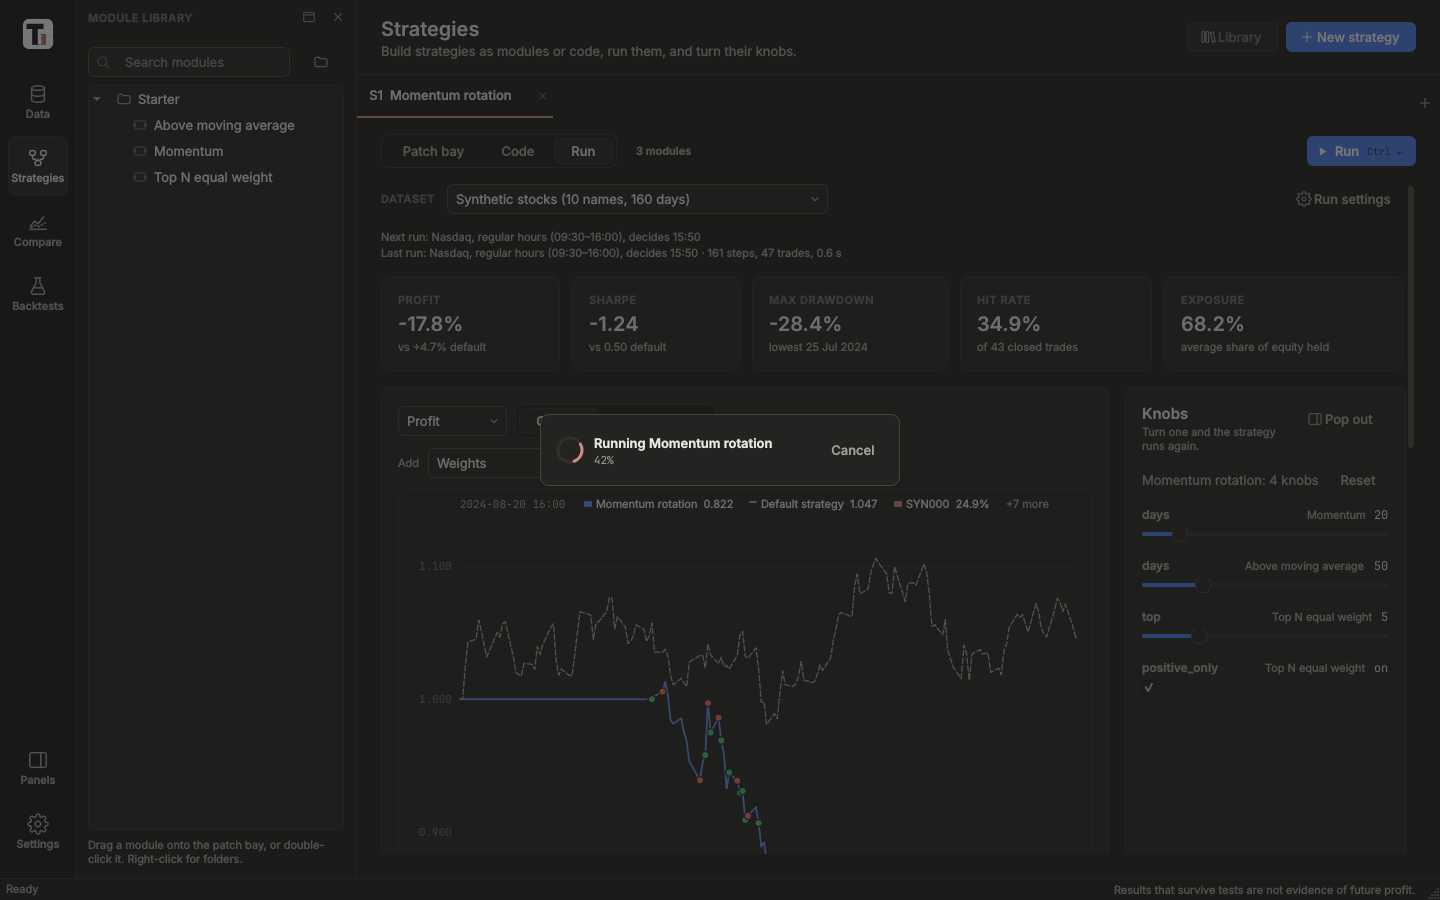 MODULE LIBRARY
Search modules
Starter
Above moving average
Momentum
Top N equal weight
Drag a module onto the patch bay, or double-
click it. Right-click for folders.
Data
Strategies
Compare
Backtests
Panels
Settings
Strategies
Build strategies as modules or code, run them, and turn their knobs.
Library
+ New strategy
S1 Momentum rotation
Patch bay
Code
Run
3 modules
Run Ctrl
DATASET
Synthetic stocks (10 names, 160 days)
Run settings
Next run: Nasdaq, regular hours (09:30–16:00), decides 15:50
Last run: Nasdaq, regular hours (09:30–16:00), decides 15:50 · 161 steps, 47 trades, 0.6 s
PROFIT
-17.8%
vs +4.7% default
SHARPE
-1.24
vs 0.50 default
MAX DRAWDOWN
-28.4%
lowest 25 Jul 2024
HIT RATE
34.9%
of 43 closed trades
EXPOSURE
68.2%
average share of equity held
Profit
Add
Weights
Running Momentum rotation
42%
Cancel
2024-08-20 16:00
Momentum rotation 0.822
Default strategy 1.047
SYN000 24.9%
+7 more
1.100
1.000
0.900
Knobs
Turn one and the strategy
runs again.
Pop out
Momentum rotation: 4 knobs
Reset
days Momentum 20
days Above moving average 50
top Top N equal weight 5
positive_only Top N equal weight on
Ready
Results that survive tests are not evidence of future profit.